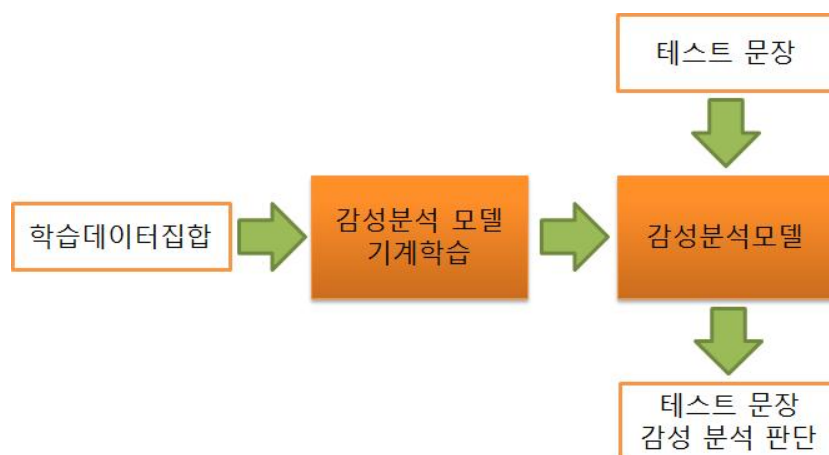 테스트 문장
학습데이터집합
감성분석 모델
기계학습
감성분석모델
테스트 문장
감성 분석 판단